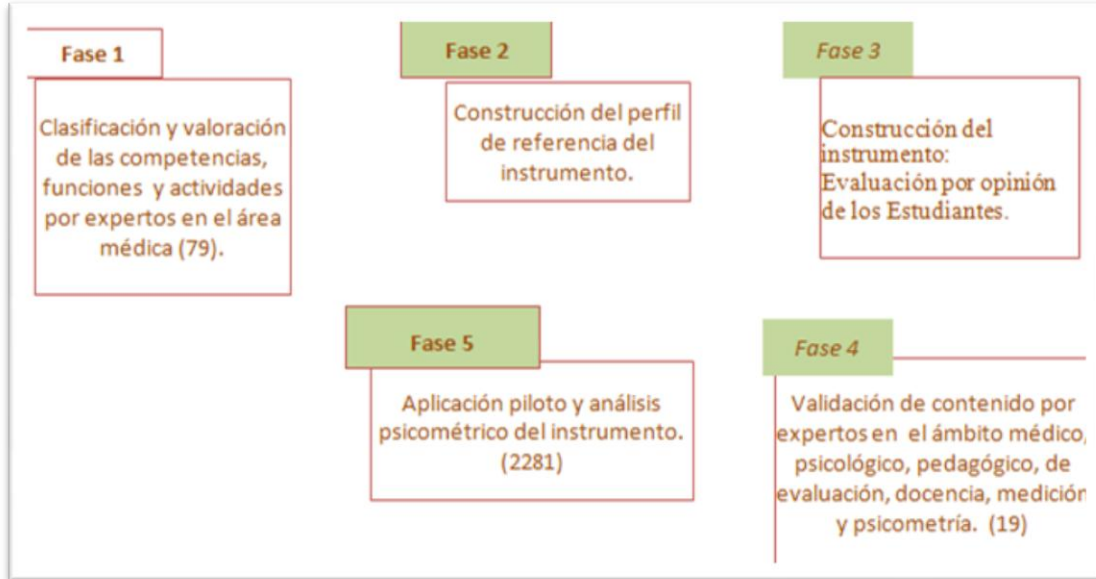 Fase 1
Clasificación y valoración
de las competencias,
funciones y actividades
por expertos en el área
médica (79).
Fase 2
Construcción del perfil
de referencia del
instrumento.
Fase 3
Construcción del
instrumento:
Evaluación por opinión
de los Estudiantes.
Fase 4
Validación de contenido por
expertos en el ámbito médico,
psicológico, pedagógico, de
evaluación, docencia, medición
y psicometría. (19)
Fase 5
Aplicación piloto y análisis
psicométrico del instrumento.
(2281)